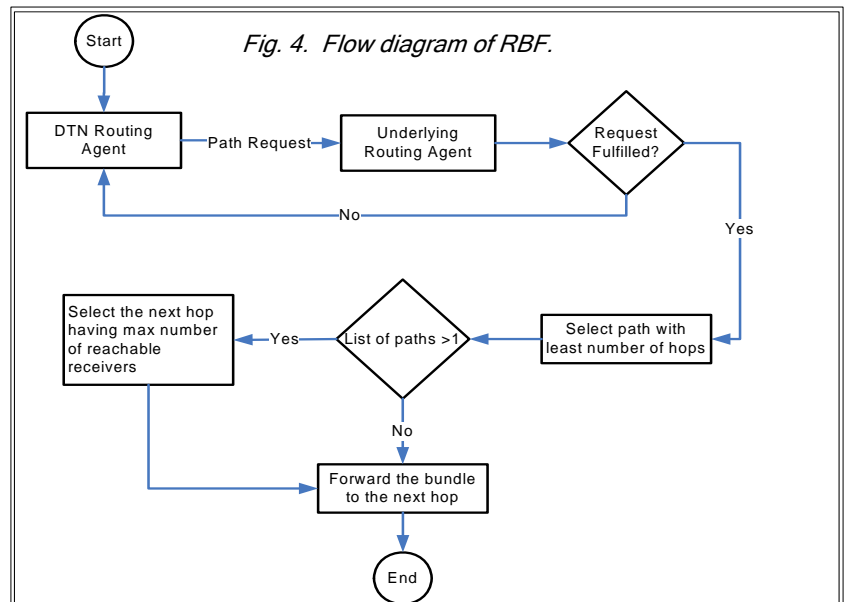 Start
Fig. 4. Flow diagram of RBF.
DTN Routing
Agent
Path Request
Underlying
Routing Agent
Request
Fulfilled?
No
Yes
Select path with
least number of hops
List of paths >1
Yes
Select the next hop
having max number
of reachable
receivers
No
Forward the bundle
to the next hop
End